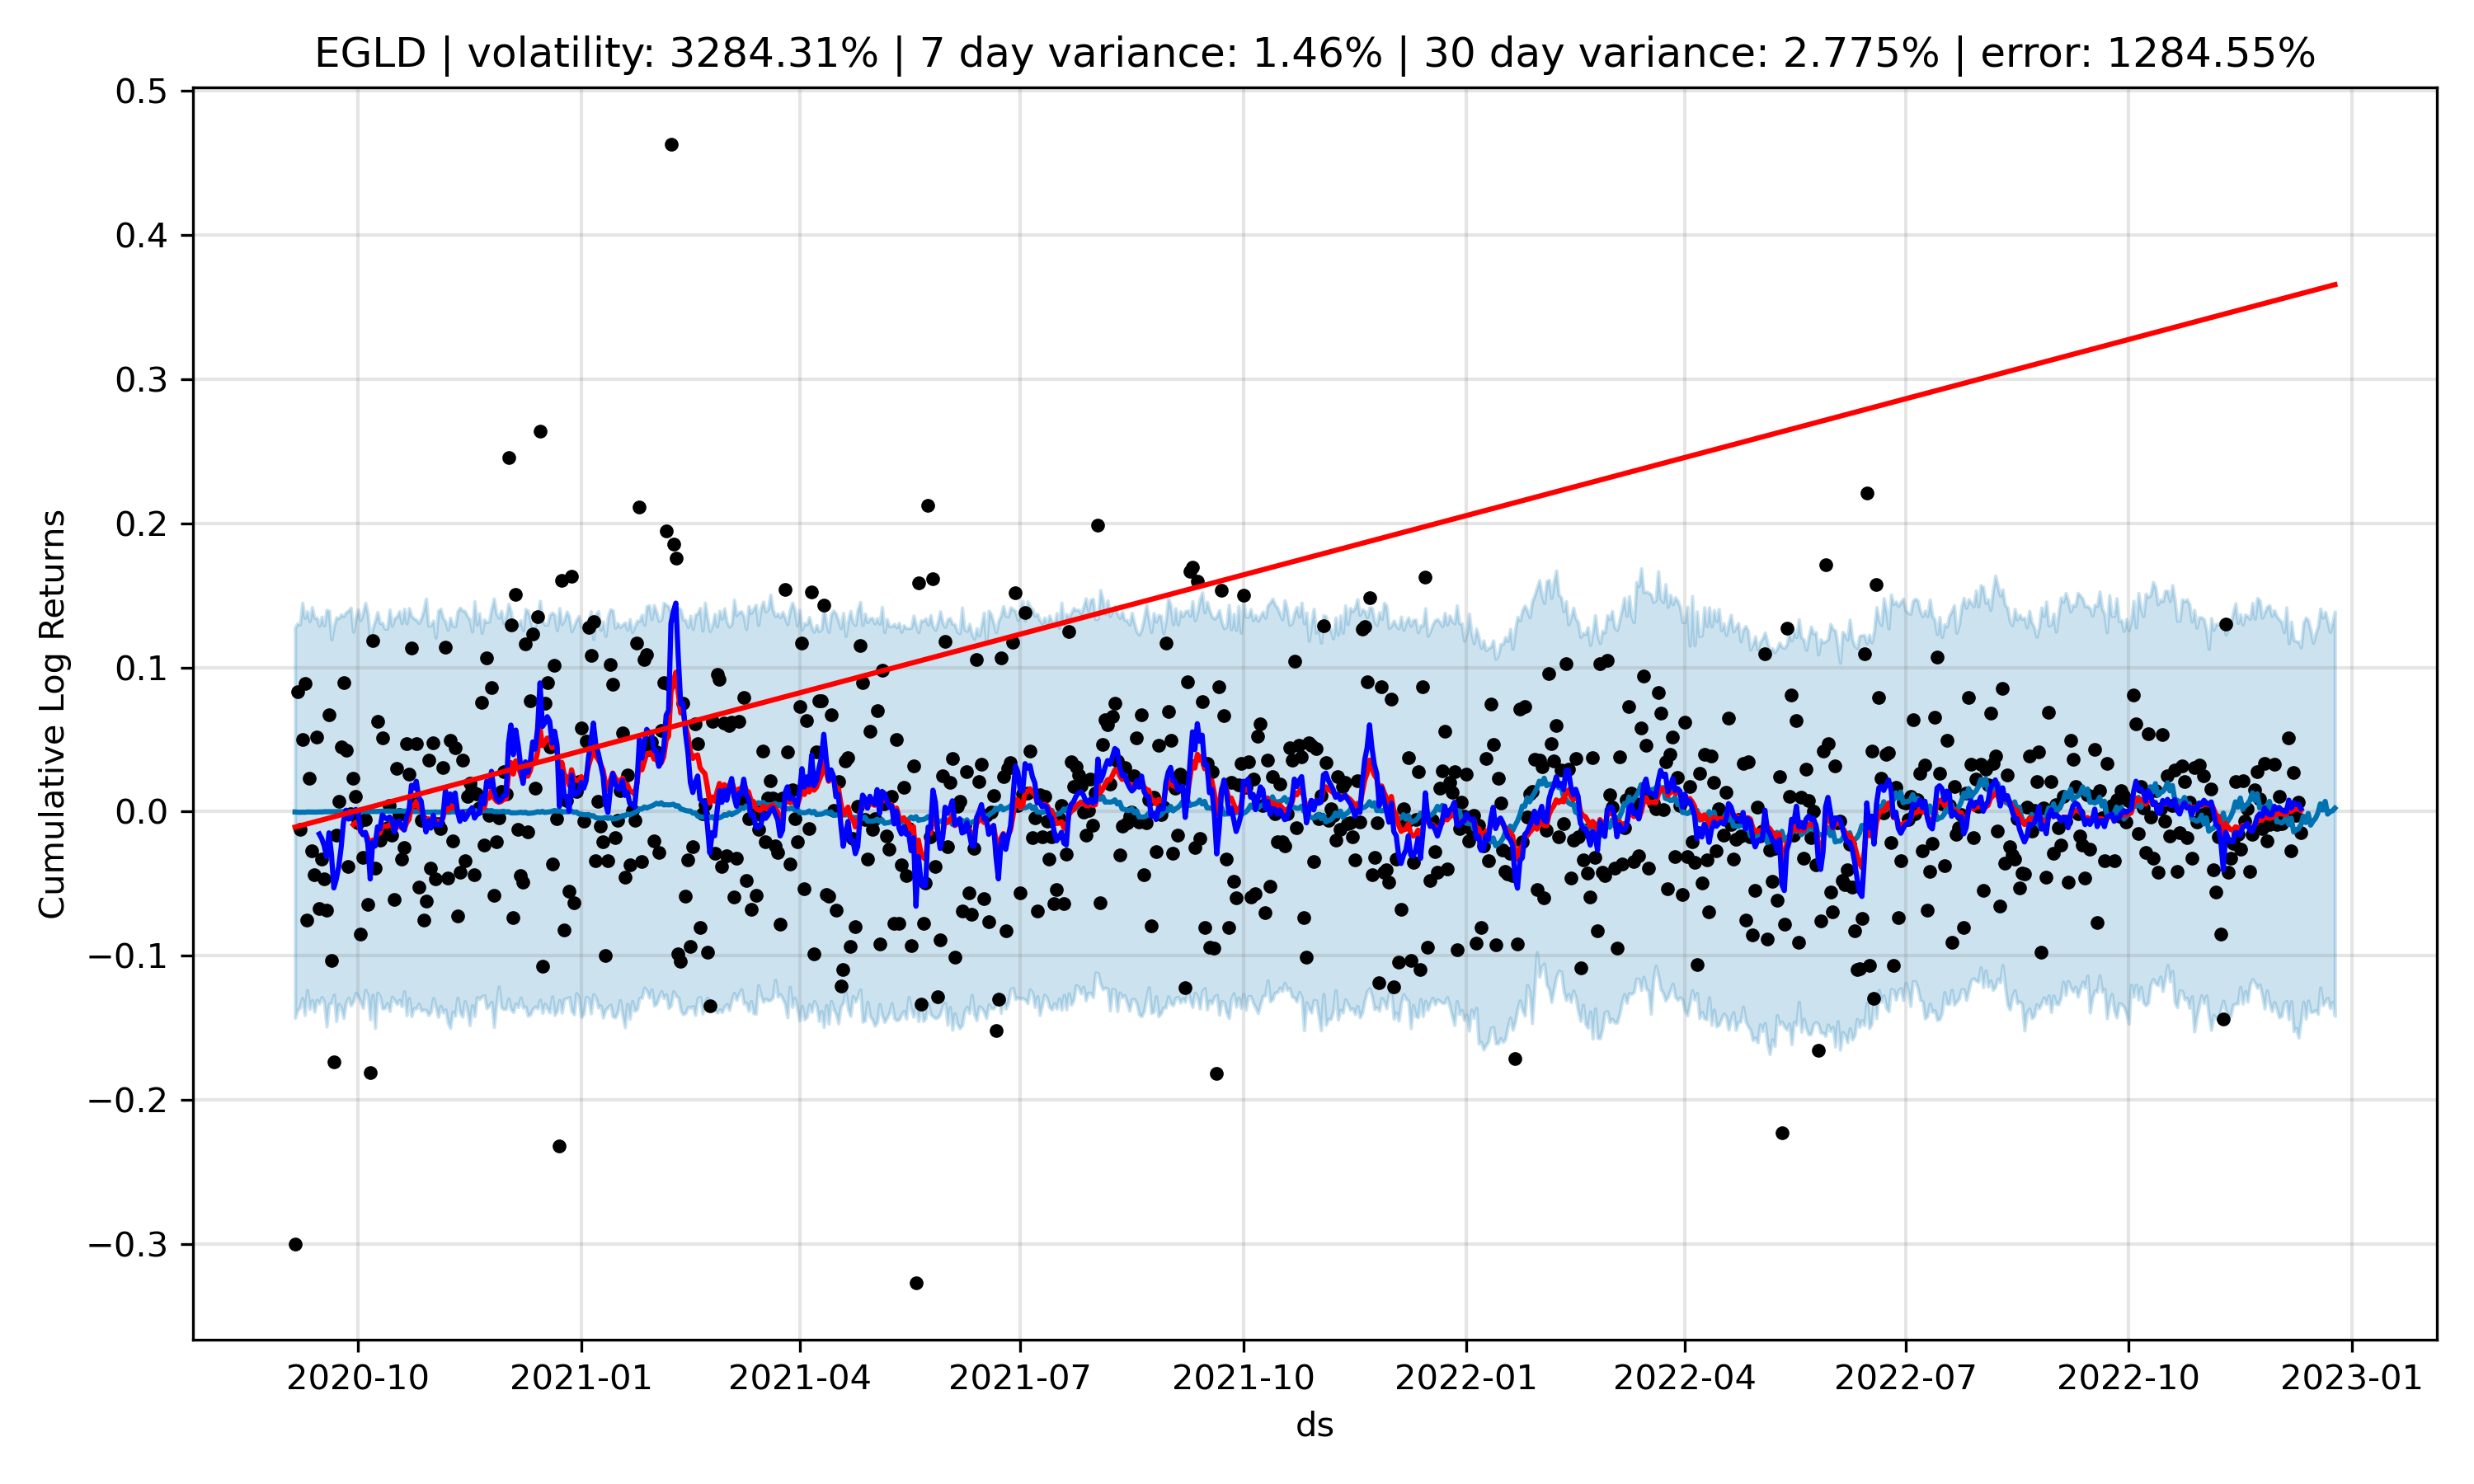 EGLD | volatility: 3284.31% | 7 day variance: 1.46% | 30 day variance: 2.775% | error: 1284.55%
0.5
0.4
0.3
0.2
0.1
0.0
−0.1
−0.2
−0.3
Cumulative Log Returns
2020-10 2021-01 2021-04 2021-07 2021-10 2022-01 2022-04 2022-07 2022-10 2023-01
ds